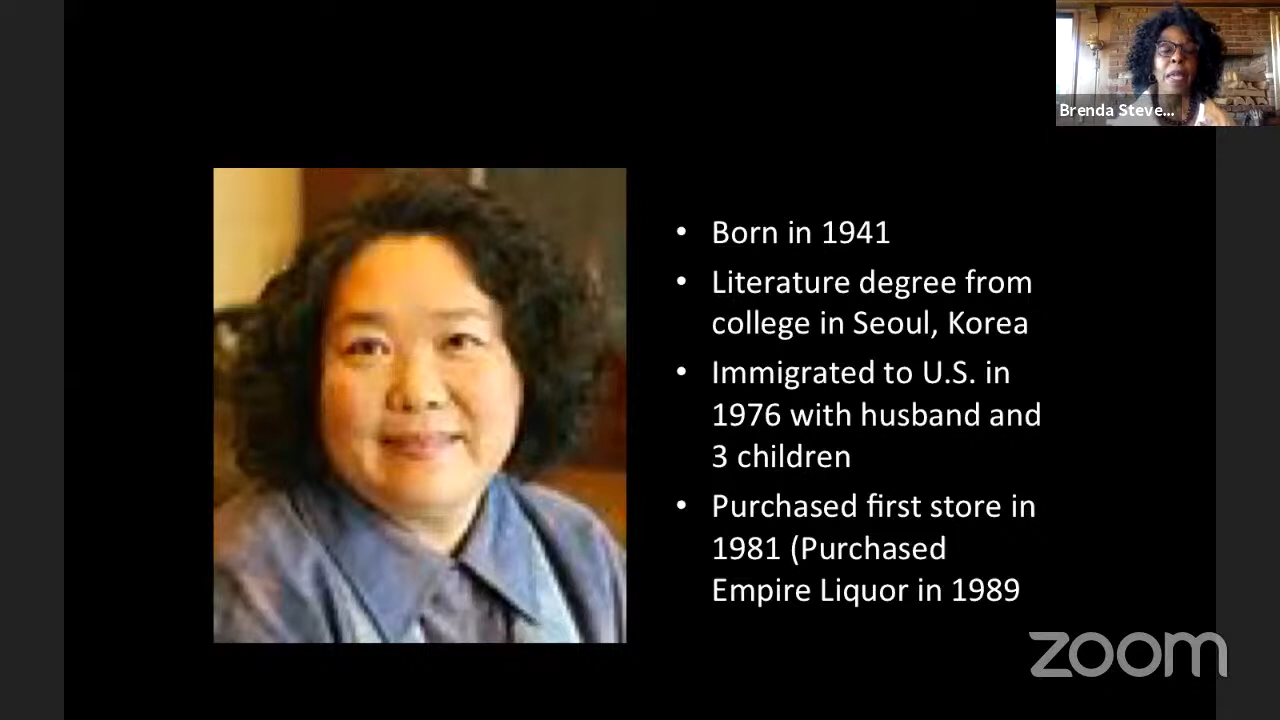 Brenda Steve...
• Born in 1941
• Literature degree from
college in Seoul, Korea
• Immigrated to U.S. in
1976 with husband and
3 children
• Purchased first store in
1981 (Purchased
Empire Liquor in 1989
zoom